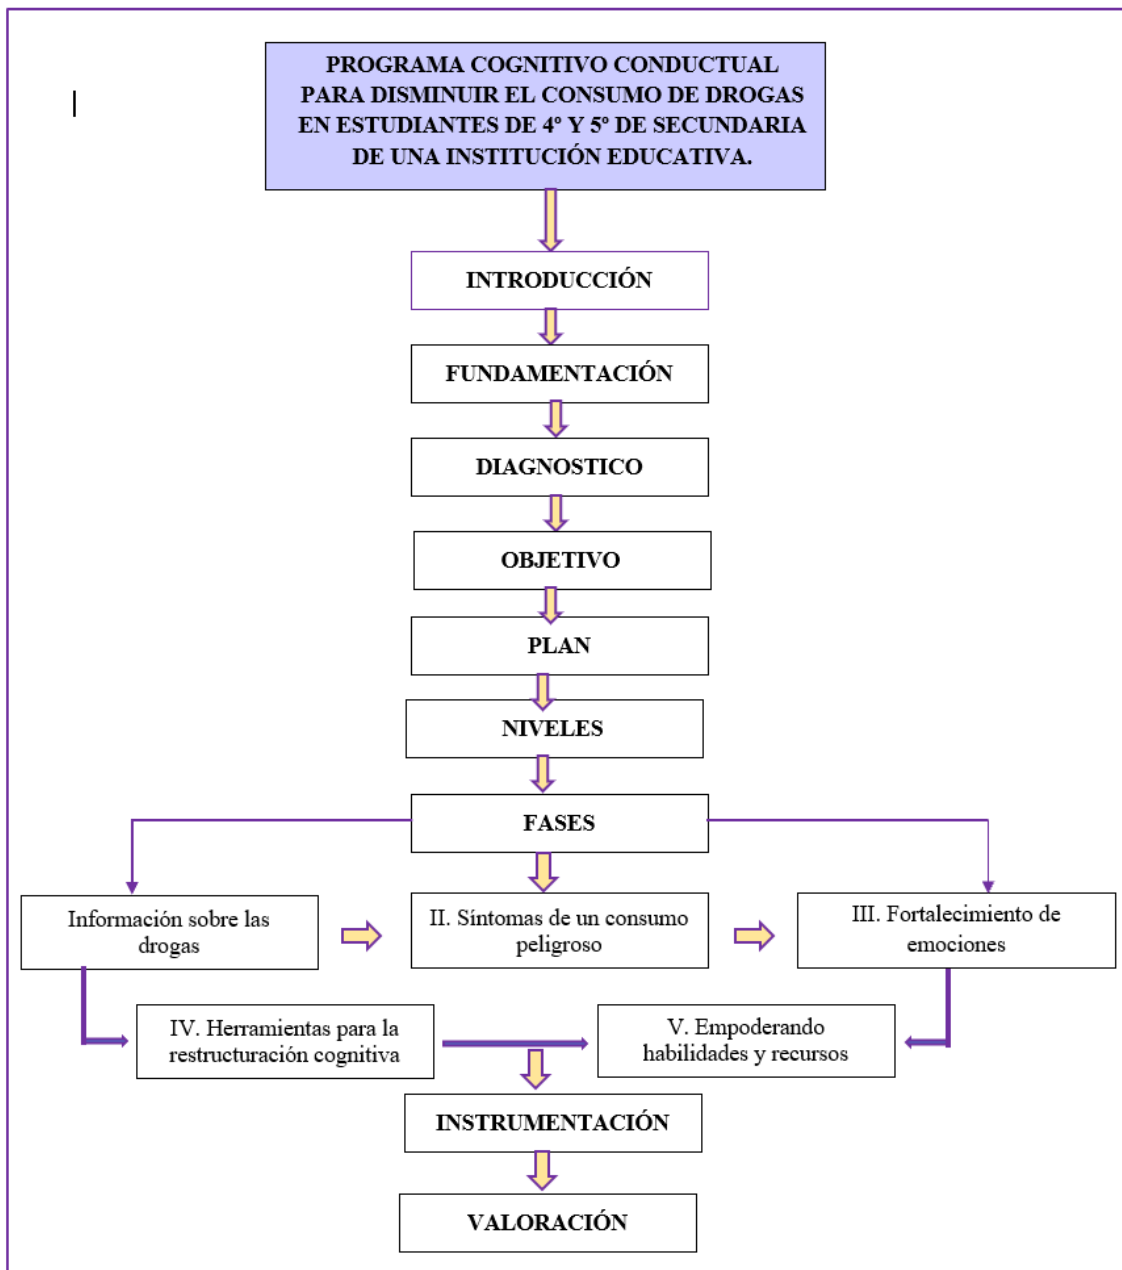 PROGRAMA COGNITIVO CONDUCTUAL
PARA DISMINUIR EL CONSUMO DE DROGAS
EN ESTUDIANTES DE 4º Y 5º DE SECUNDARIA
DE UNA INSTITUCIÓN EDUCATIVA.
INTRODUCCIÓN
FUNDAMENTACIÓN
DIAGNOSTICO
OBJETIVO
PLAN
NIVELES
FASES
Información sobre las
drogas
II. Síntomas de un consumo
peligroso
III. Fortalecimiento de
emociones
IV. Herramientas para la
restructuración cognitiva
V. Empoderando
habilidades y recursos
INSTRUMENTACIÓN
VALORACIÓN